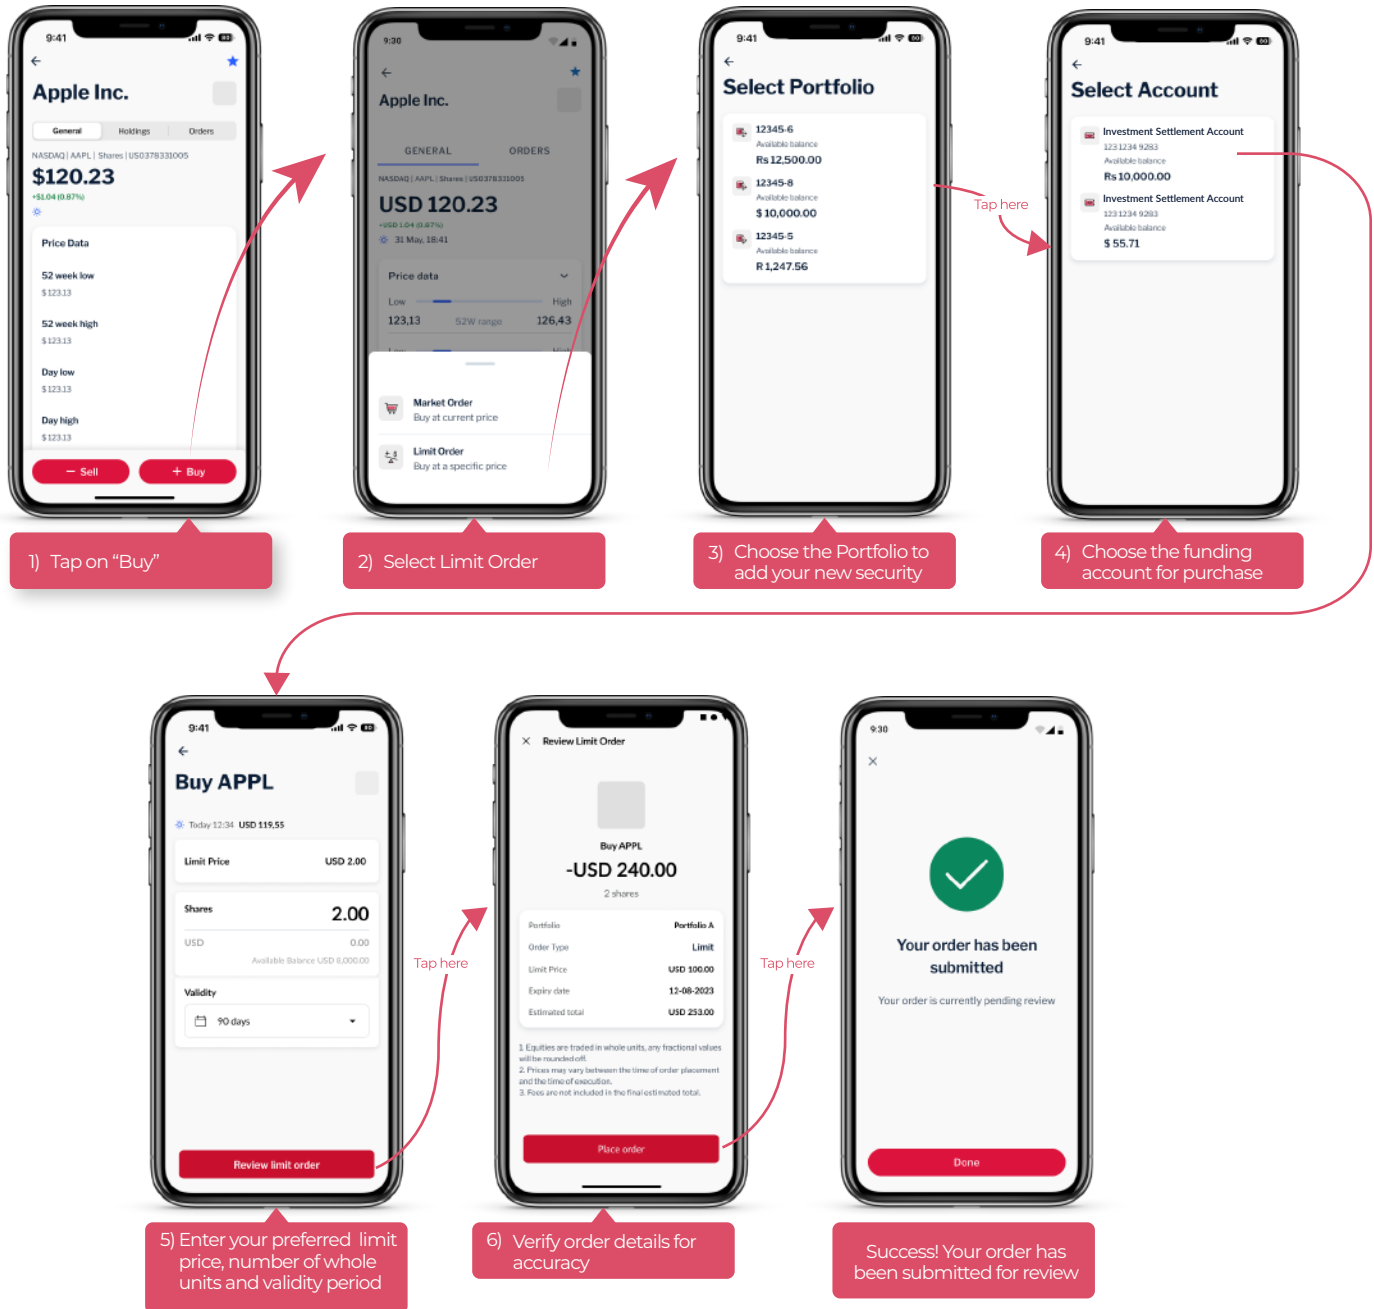 9:41
Apple Inc.
General Holdings Orders
NASDAQ | AAPL | Shares | US0378331005
$120.23
+$1.04 (0.87%)
Price Data
52 week low
$123.13
52 week high
$123.13
Day low
$123.13
Day high
$123.13
− Sell + Buy
1) Tap on “Buy”
9:30
Apple Inc.
GENERAL ORDERS
NASDAQ | AAPL | Shares | US0378331005
USD 120.23
+USD 1.04 (0.87%)
31 May, 18:41
Price data
Low High
123,13 52W range 126,43
Low High
Market Order
Buy at current price
Limit Order
Buy at a specific price
2) Select Limit Order
9:41
Select Portfolio
12345-6
Available balance
Rs 12,500.00
12345-8
Available balance
$ 10,000.00
12345-5
Available balance
R 1,247.56
Tap here
3) Choose the Portfolio to
add your new security
9:41
Select Account
Investment Settlement Account
123 1234 9283
Available balance
Rs 10,000.00
Investment Settlement Account
123 1234 9283
Available balance
$ 55.71
4) Choose the funding
account for purchase
9:41
Buy APPL
Today 12:34 USD 119,55
Limit Price USD 2.00
Shares 2.00
USD 0.00
Available Balance USD 8,000.00
Validity
90 days
Review limit order
Tap here
5) Enter your preferred limit
price, number of whole
units and validity period
Review Limit Order
Buy APPL
-USD 240.00
2 shares
Portfolio Portfolio A
Order Type Limit
Limit Price USD 100.00
Expiry date 12-08-2023
Estimated total USD 253.00
1. Equities are traded in whole units, any fractional values
will be rounded off.
2. Prices may vary between the time of order placement
and the time of execution.
3. Fees are not included in the final estimated total.
Place order
Tap here
6) Verify order details for
accuracy
9:30
Your order has been
submitted
Your order is currently pending review
Done
Success! Your order has
been submitted for review